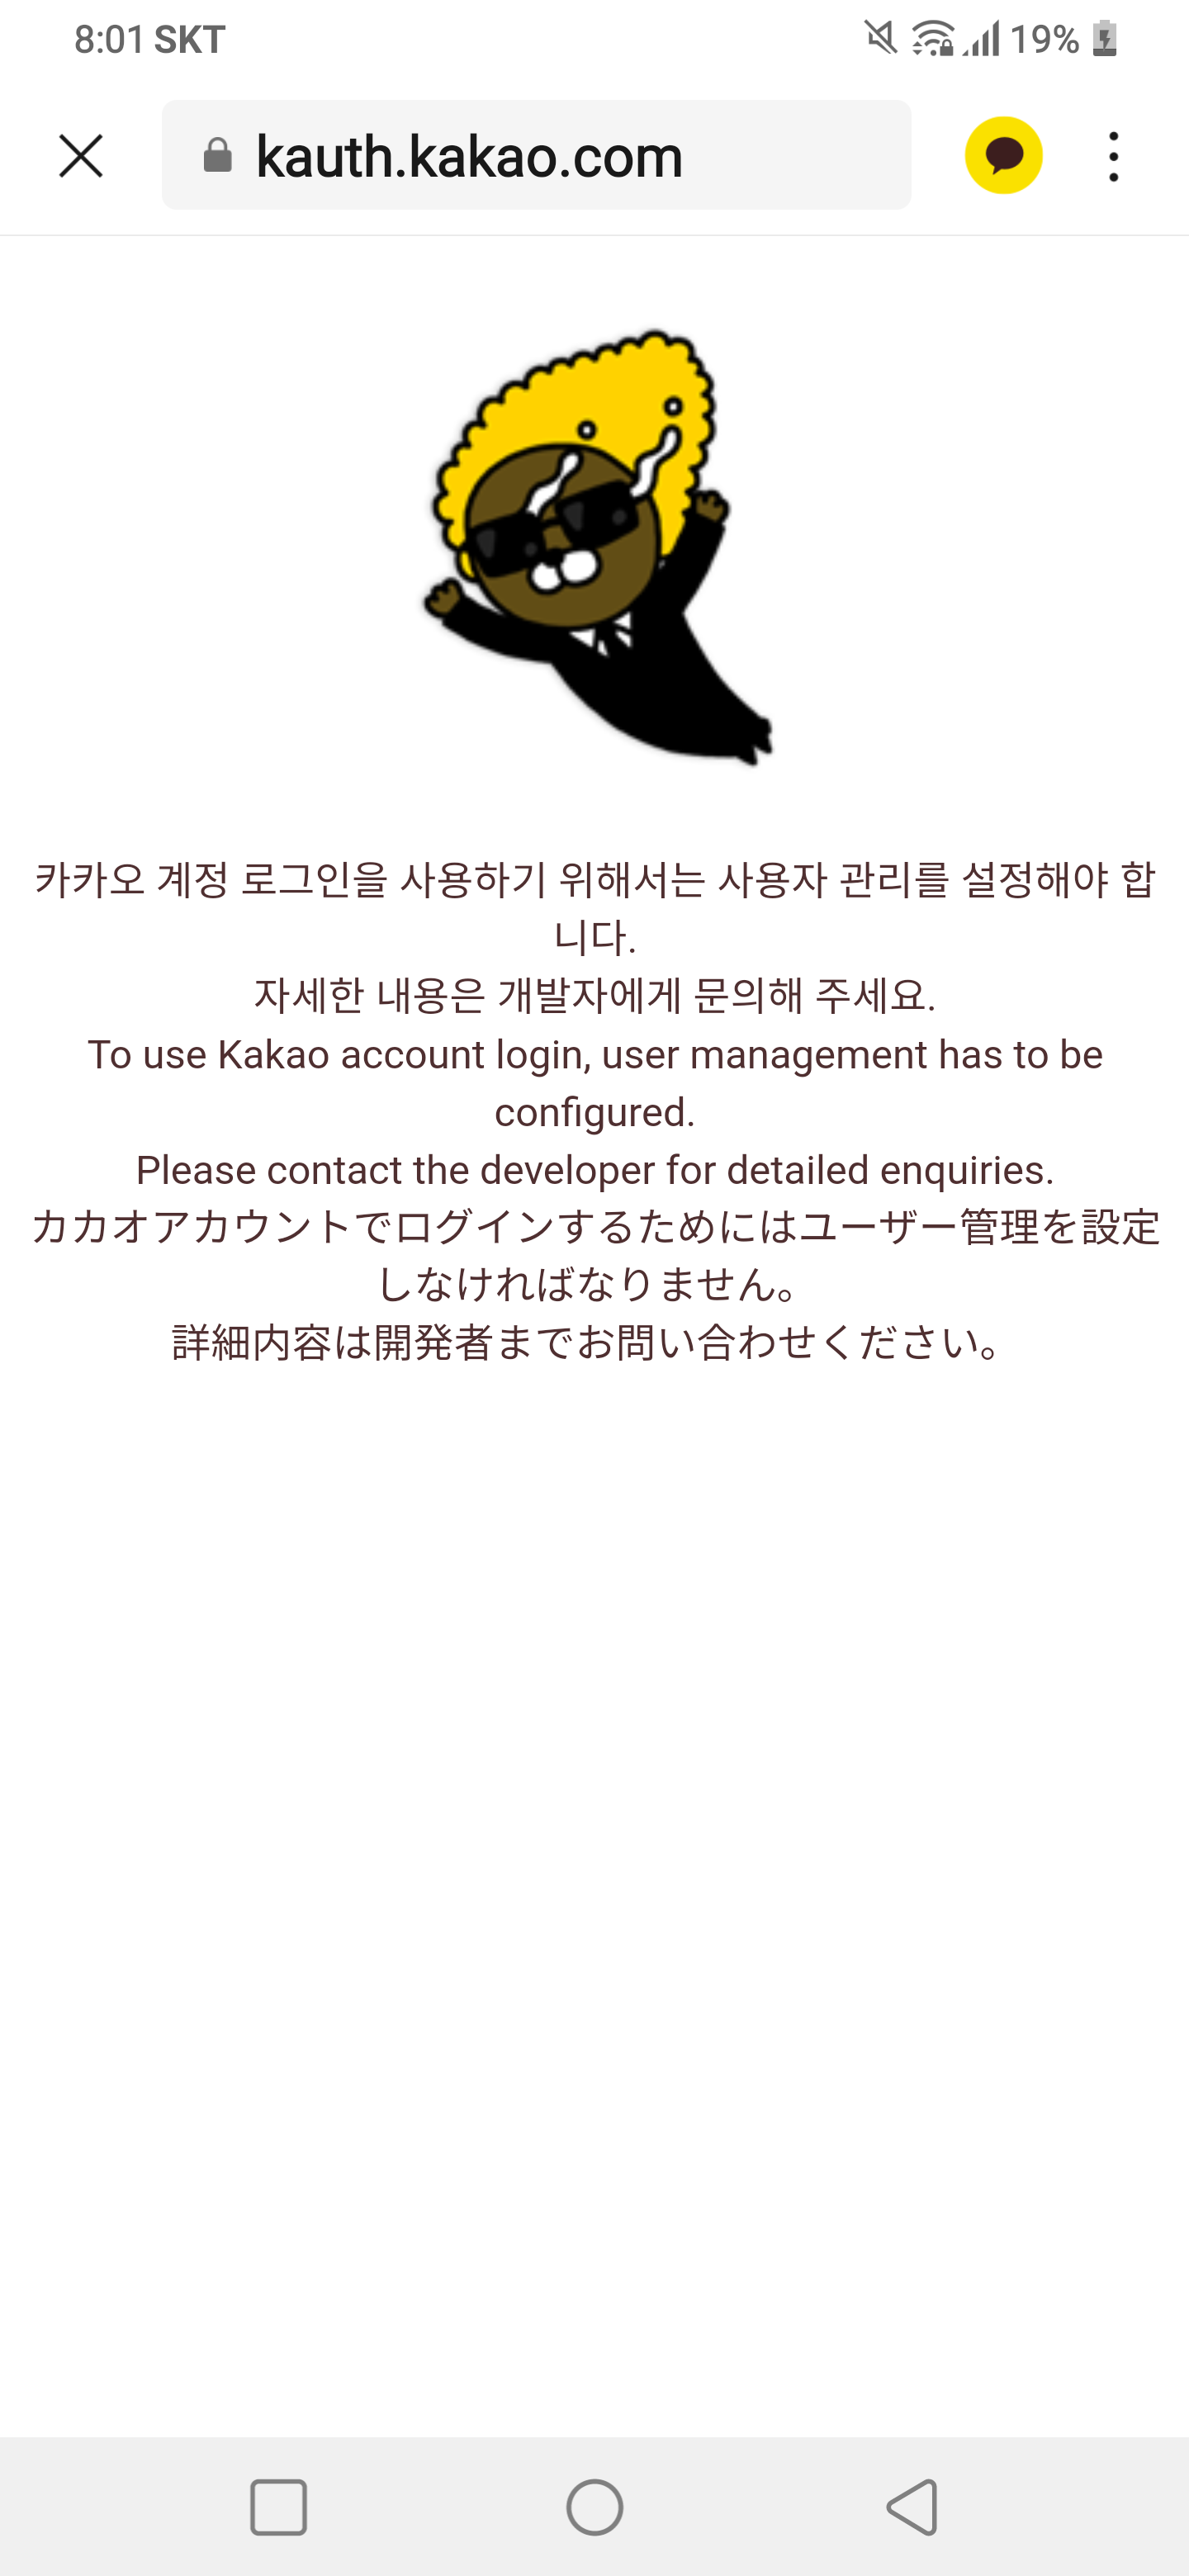 8:01 SKT 19%
kauth.kakao.com
카카오 계정 로그인을 사용하기 위해서는 사용자 관리를 설정해야 합
니다.
자세한 내용은 개발자에게 문의해 주세요.
To use Kakao account login, user management has to be
configured.
Please contact the developer for detailed enquiries.
カカオアカウントでログインするためにはユーザー管理を設定
しなければなりません。
詳細内容は開発者までお問い合わせください。